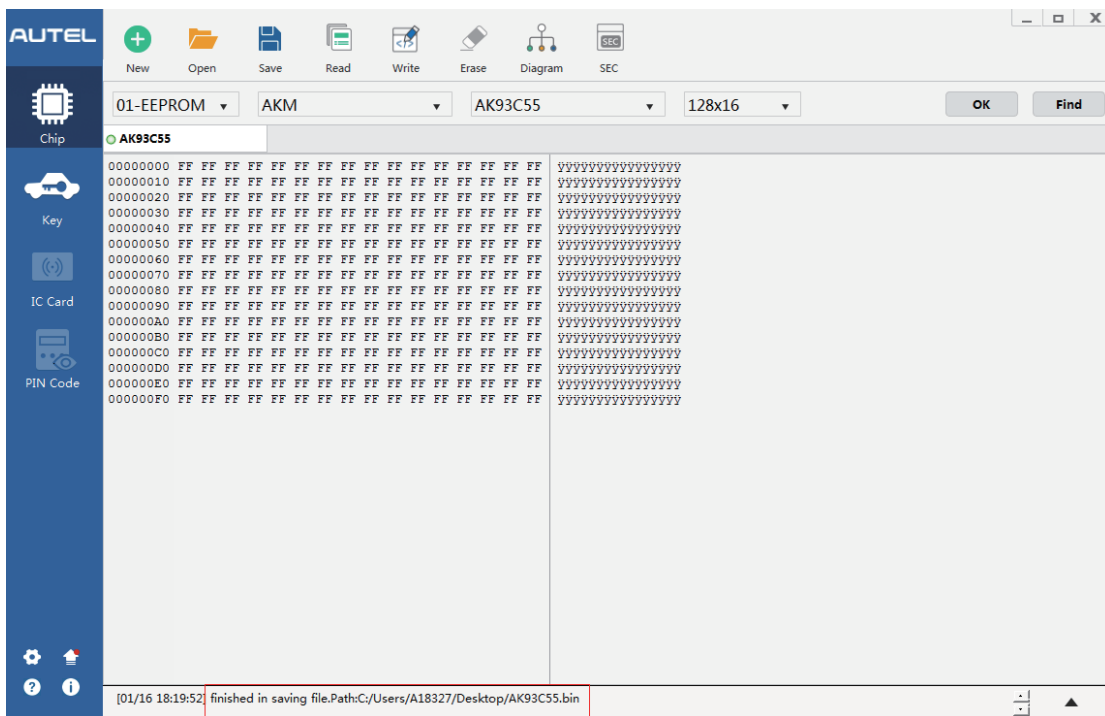 AUTEL
New Open Save Read Write Erase Diagram SEC
SEC
01-EEPROM AKM AK93C55 128x16 OK Find
Chip
AK93C55
00000000 FF FF FF FF FF FF FF FF FF FF FF FF FF FF FF FF ÿÿÿÿÿÿÿÿÿÿÿÿÿÿÿÿ
00000010 FF FF FF FF FF FF FF FF FF FF FF FF FF FF FF FF ÿÿÿÿÿÿÿÿÿÿÿÿÿÿÿÿ
00000020 FF FF FF FF FF FF FF FF FF FF FF FF FF FF FF FF ÿÿÿÿÿÿÿÿÿÿÿÿÿÿÿÿ
00000030 FF FF FF FF FF FF FF FF FF FF FF FF FF FF FF FF ÿÿÿÿÿÿÿÿÿÿÿÿÿÿÿÿ
00000040 FF FF FF FF FF FF FF FF FF FF FF FF FF FF FF FF ÿÿÿÿÿÿÿÿÿÿÿÿÿÿÿÿ
00000050 FF FF FF FF FF FF FF FF FF FF FF FF FF FF FF FF ÿÿÿÿÿÿÿÿÿÿÿÿÿÿÿÿ
00000060 FF FF FF FF FF FF FF FF FF FF FF FF FF FF FF FF ÿÿÿÿÿÿÿÿÿÿÿÿÿÿÿÿ
00000070 FF FF FF FF FF FF FF FF FF FF FF FF FF FF FF FF ÿÿÿÿÿÿÿÿÿÿÿÿÿÿÿÿ
00000080 FF FF FF FF FF FF FF FF FF FF FF FF FF FF FF FF ÿÿÿÿÿÿÿÿÿÿÿÿÿÿÿÿ
00000090 FF FF FF FF FF FF FF FF FF FF FF FF FF FF FF FF ÿÿÿÿÿÿÿÿÿÿÿÿÿÿÿÿ
000000A0 FF FF FF FF FF FF FF FF FF FF FF FF FF FF FF FF ÿÿÿÿÿÿÿÿÿÿÿÿÿÿÿÿ
000000B0 FF FF FF FF FF FF FF FF FF FF FF FF FF FF FF FF ÿÿÿÿÿÿÿÿÿÿÿÿÿÿÿÿ
000000C0 FF FF FF FF FF FF FF FF FF FF FF FF FF FF FF FF ÿÿÿÿÿÿÿÿÿÿÿÿÿÿÿÿ
000000D0 FF FF FF FF FF FF FF FF FF FF FF FF FF FF FF FF ÿÿÿÿÿÿÿÿÿÿÿÿÿÿÿÿ
000000E0 FF FF FF FF FF FF FF FF FF FF FF FF FF FF FF FF ÿÿÿÿÿÿÿÿÿÿÿÿÿÿÿÿ
000000F0 FF FF FF FF FF FF FF FF FF FF FF FF FF FF FF FF ÿÿÿÿÿÿÿÿÿÿÿÿÿÿÿÿ
Key
IC Card
PIN Code
[01/16 18:19:52] finished in saving file.Path:C:/Users/A18327/Desktop/AK93C55.bin